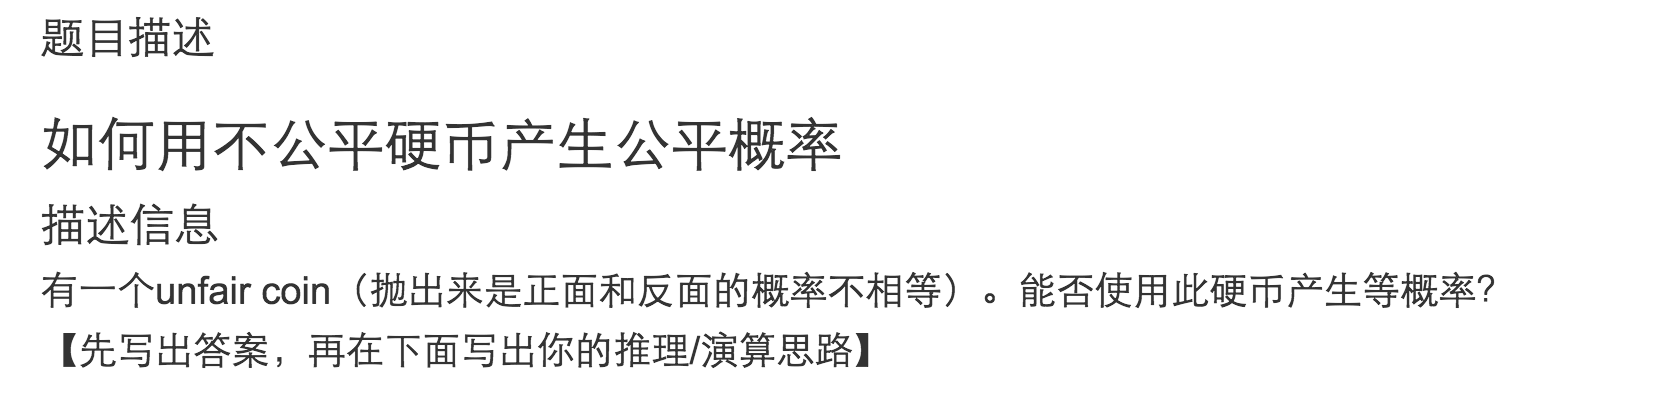 题目描述
如何用不公平硬币产生公平概率
描述信息
有一个unfair coin（抛出来是正面和反面的概率不相等）。能否使用此硬币产生等概率？
【先写出答案，再在下面写出你的推理/演算思路】